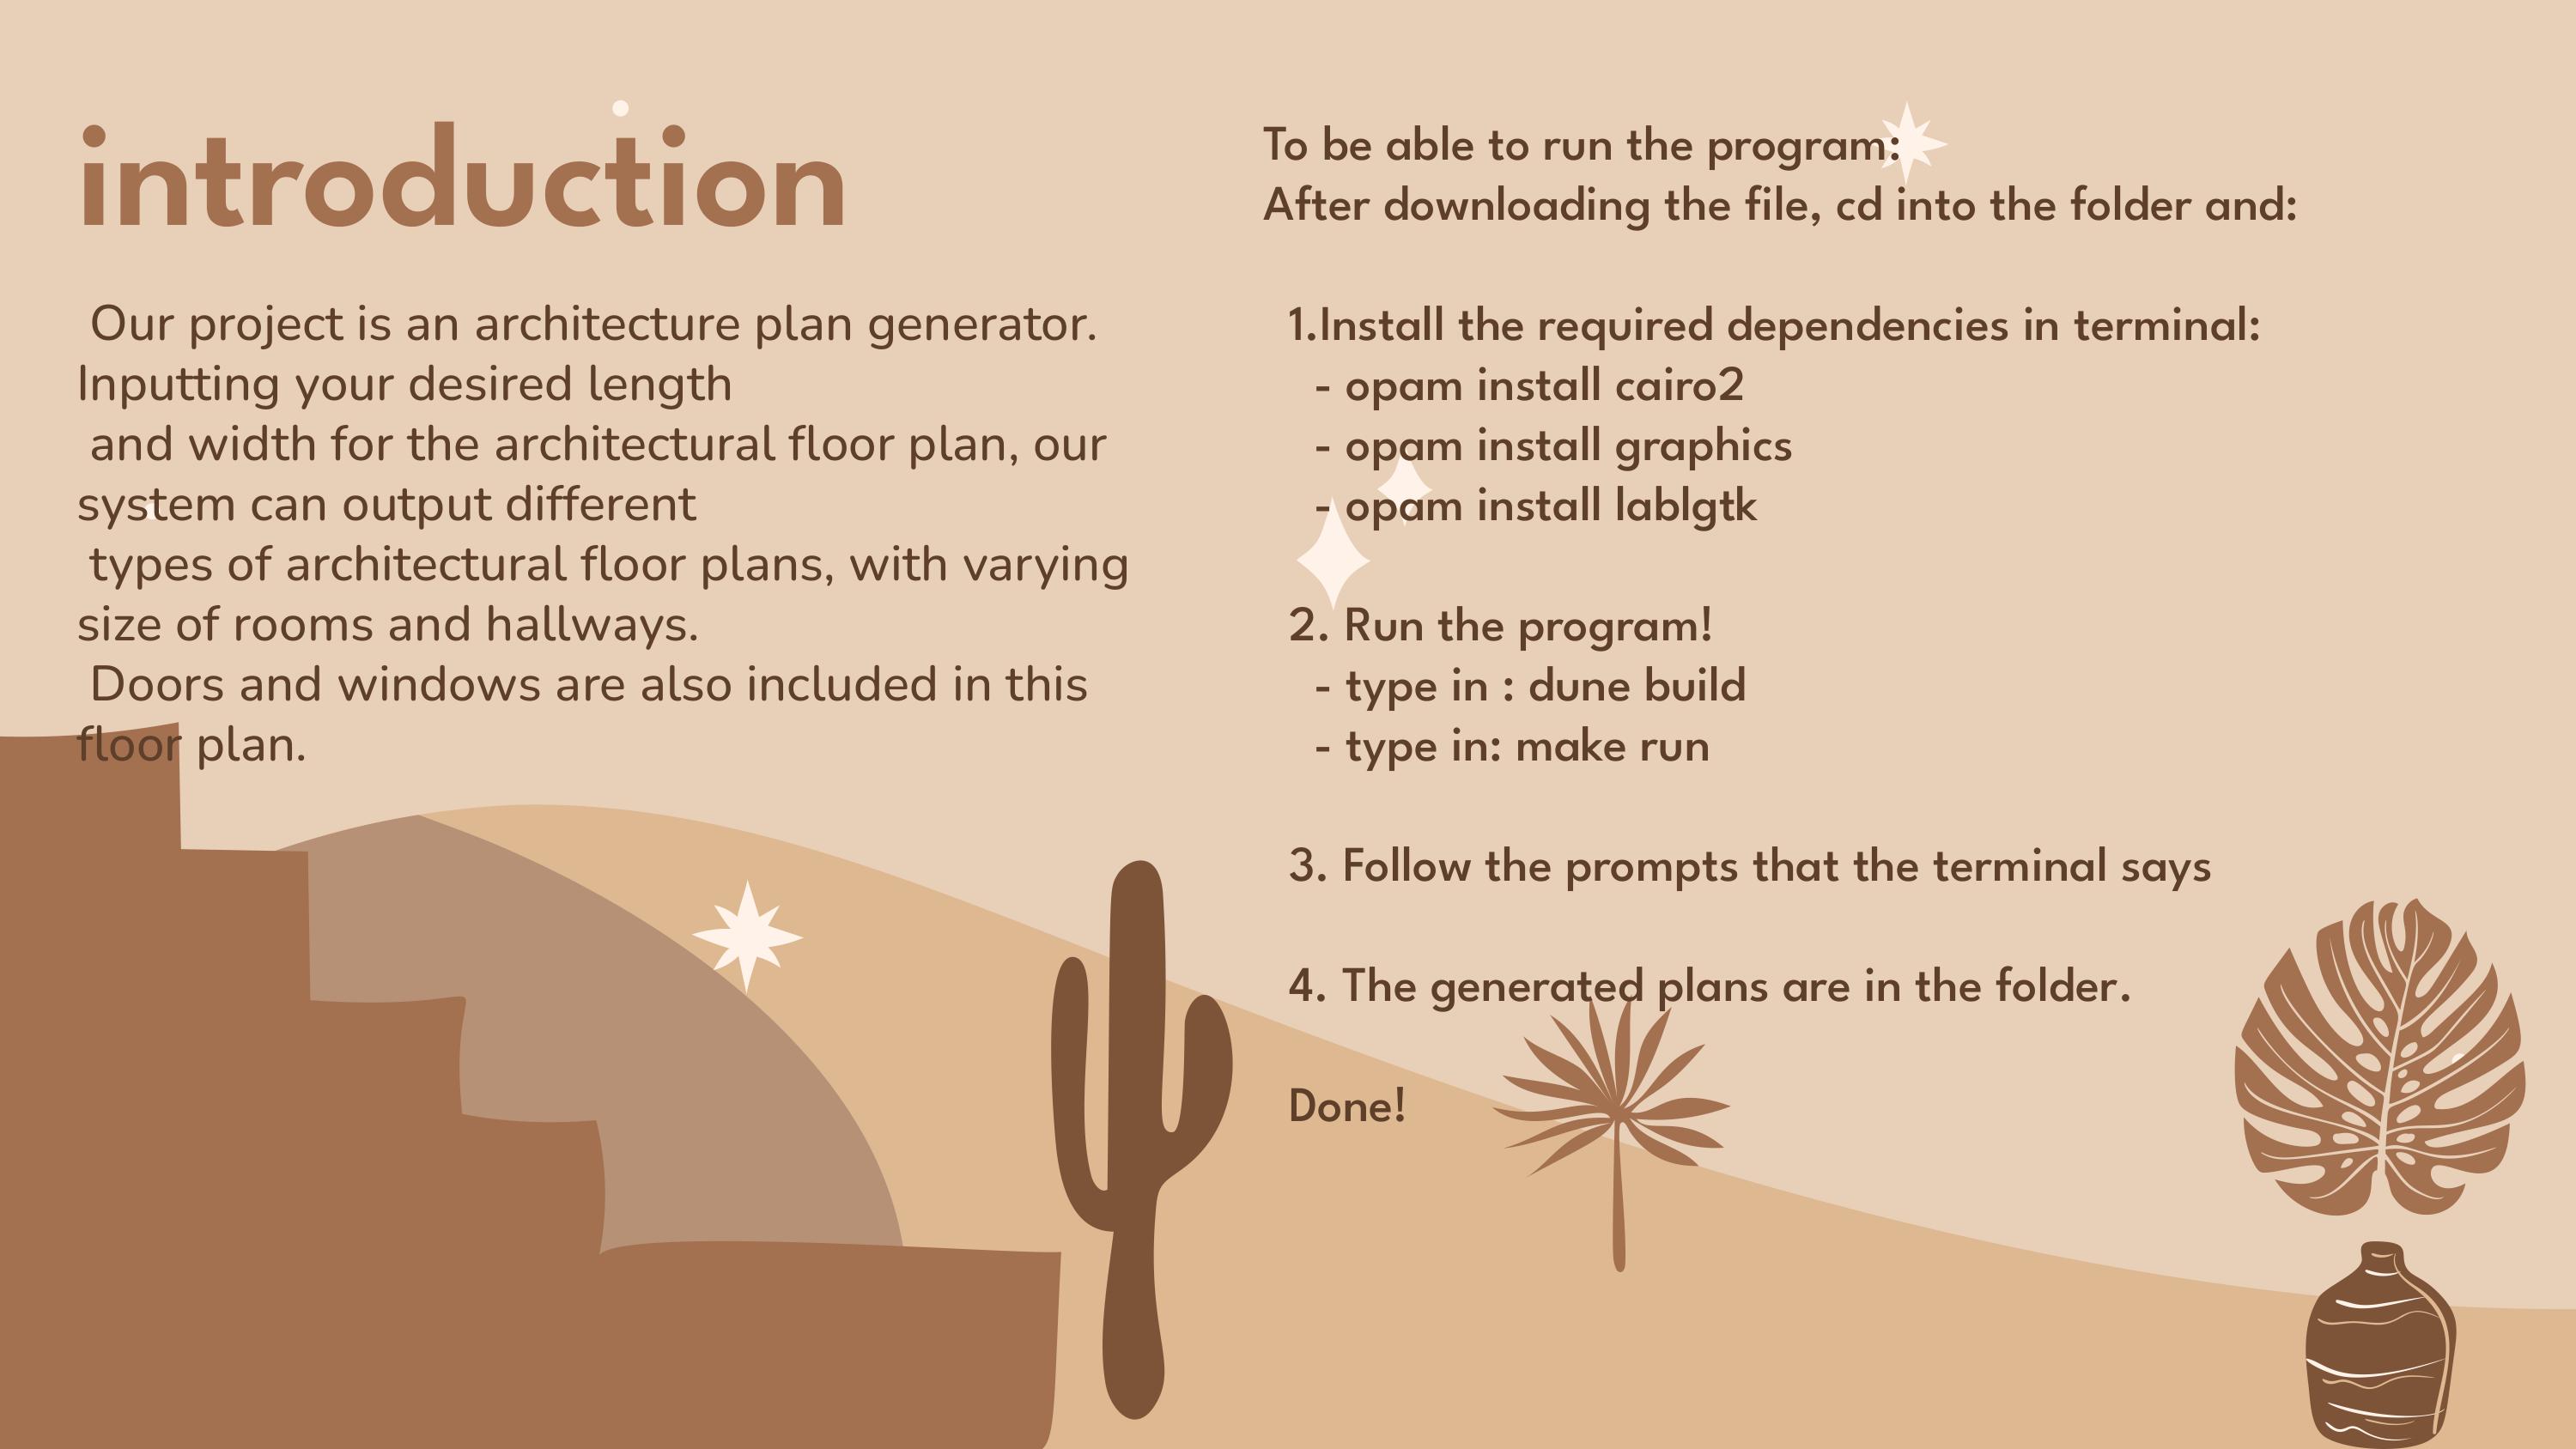 introduction
Our project is an architecture plan generator.
Inputting your desired length
and width for the architectural floor plan, our
system can output different
types of architectural floor plans, with varying
size of rooms and hallways.
Doors and windows are also included in this
floor plan.
To be able to run the program:
After downloading the file, cd into the folder and:
1.Install the required dependencies in terminal:
- opam install cairo2
- opam install graphics
- opam install lablgtk
2. Run the program!
- type in : dune build
- type in: make run
3. Follow the prompts that the terminal says
4. The generated plans are in the folder.
Done!